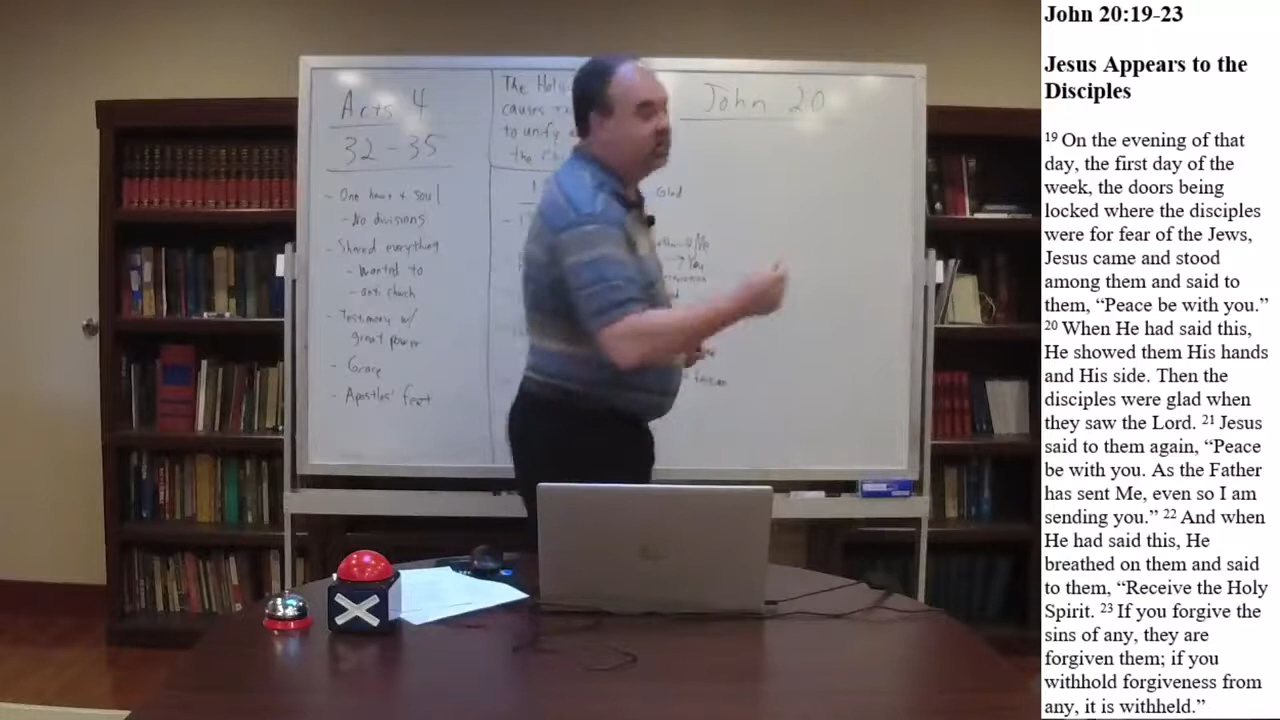 Acts 4
32-35
- One heart & soul
- No divisions
- Shared everything
- Wanted to
- anti church
- Testimony w/
great power
- Grace
- Apostles' feet
The Holy
causes
to unify
the
Glad
→ Me
→ You
John 20
John 20:19-23
Jesus Appears to the
Disciples
19 On the evening of that
day, the first day of the
week, the doors being
locked where the disciples
were for fear of the Jews,
Jesus came and stood
among them and said to
them, “Peace be with you.”
20 When He had said this,
He showed them His hands
and His side. Then the
disciples were glad when
they saw the Lord. 21 Jesus
said to them again, “Peace
be with you. As the Father
has sent Me, even so I am
sending you.” 22 And when
He had said this, He
breathed on them and said
to them, “Receive the Holy
Spirit. 23 If you forgive the
sins of any, they are
forgiven them; if you
withhold forgiveness from
any, it is withheld.”